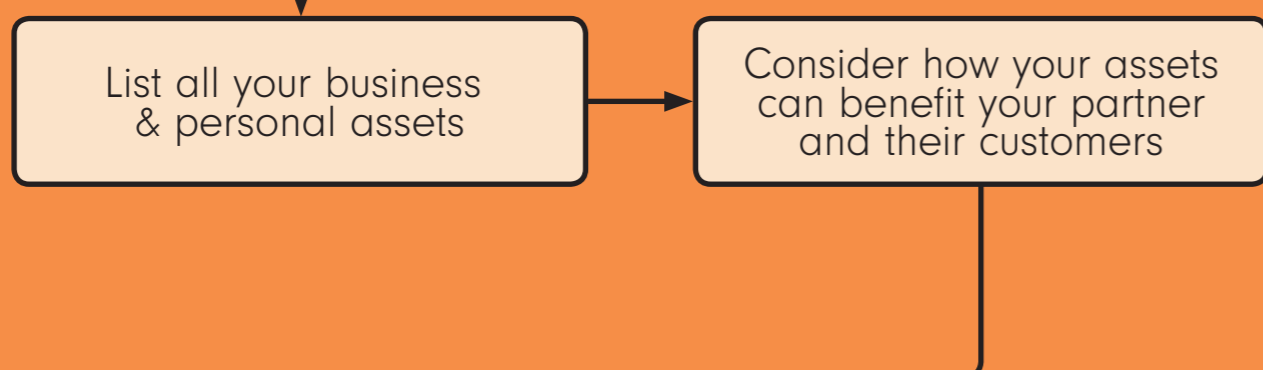 List all your business
& personal assets
Consider how your assets
can benefit your partner
and their customers